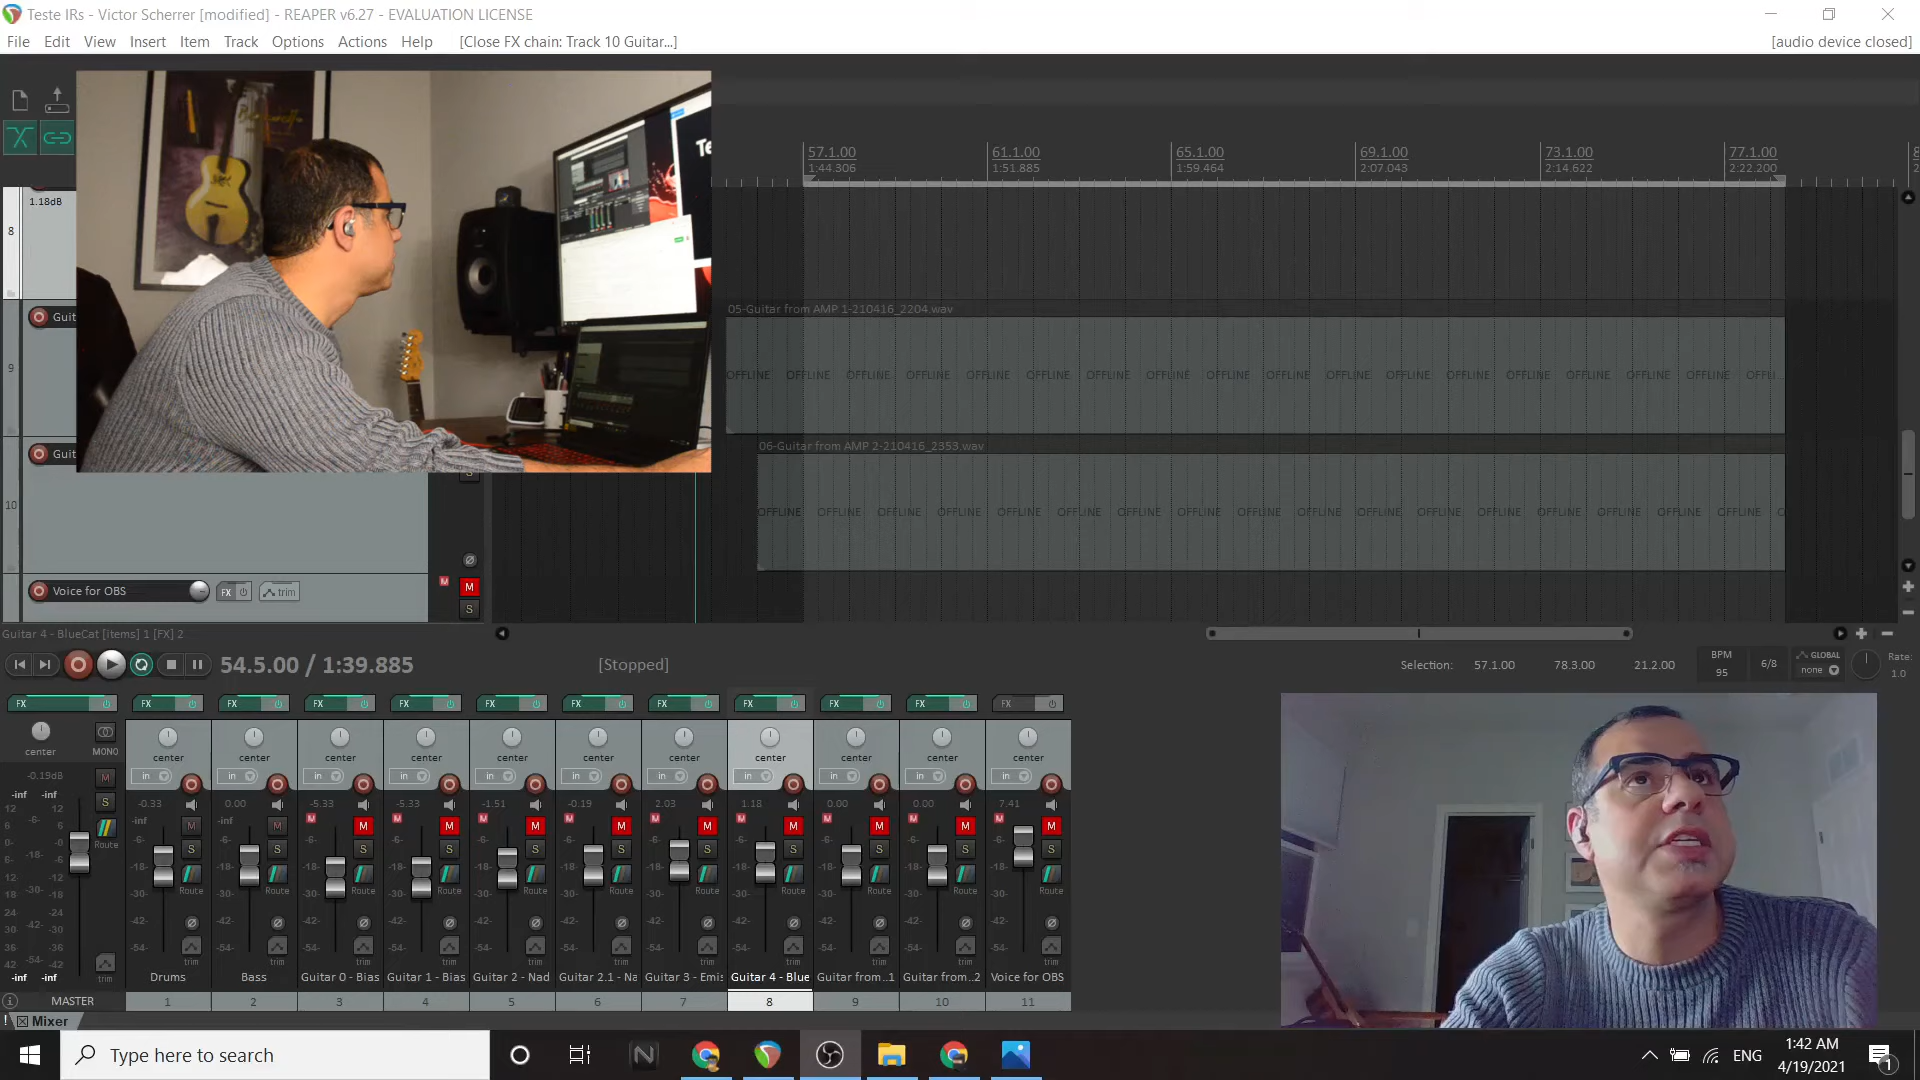 Teste IRs - Victor Scherrer [modified] - REAPER v6.27 - EVALUATION LICENSE
File Edit View Insert Item Track Options Actions Help [Close FX chain: Track 10 Guitar...] [audio device closed]
57.1.00 61.1.00 65.1.00 69.1.00 73.1.00 77.1.00
1:44.306 1:51.885 1:59.464 2:07.043 2:14.622 2:22.200
1.18dB
8
05-Guitar from AMP 1-210416_2204.wav
Guit
9
OFFLINE OFFLINE OFFLINE OFFLINE OFFLINE OFFLINE OFFLINE OFFLINE OFFLINE OFFLINE OFFLINE OFFLINE OFFLINE OFFLINE OFFLINE OFFLINE OFFLINE OFFLI...
06-Guitar from AMP 2-210416_2353.wav
Guit
S
10
OFFLINE OFFLINE OFFLINE OFFLINE OFFLINE OFFLINE OFFLINE OFFLINE OFFLINE OFFLINE OFFLINE OFFLINE OFFLINE OFFLINE OFFLINE OFFLINE OFFLINE O
Voice for OBS FX trim M M
S
Guitar 4 - BlueCat [items] 1 [FX] 2
54.5.00 / 1:39.885 [Stopped] Selection: 57.1.00 78.3.00 21.2.00 BPM 95 6/8 GLOBAL none Rate: 1.0
FX FX FX FX FX FX FX FX FX FX FX FX
center MONO center center center center center center center center center center center
in in in in in in in in in in in
-0.19dB M -0.33 0.00 -5.33 -5.33 -1.51 -0.19 2.03 1.18 0.00 0.00 7.41
-inf -inf S -inf -inf
Route
trim
-inf -inf
Drums Bass Guitar 0 - Bias Guitar 1 - Bias Guitar 2 - Nad Guitar 2.1 - Na Guitar 3 - Emis Guitar 4 - Blue Guitar from..1 Guitar from..2 Voice for OBS
MASTER 1 2 3 4 5 6 7 8 9 10 11
! Mixer
Type here to search
ENG
1:42 AM
4/19/2021
1
Te